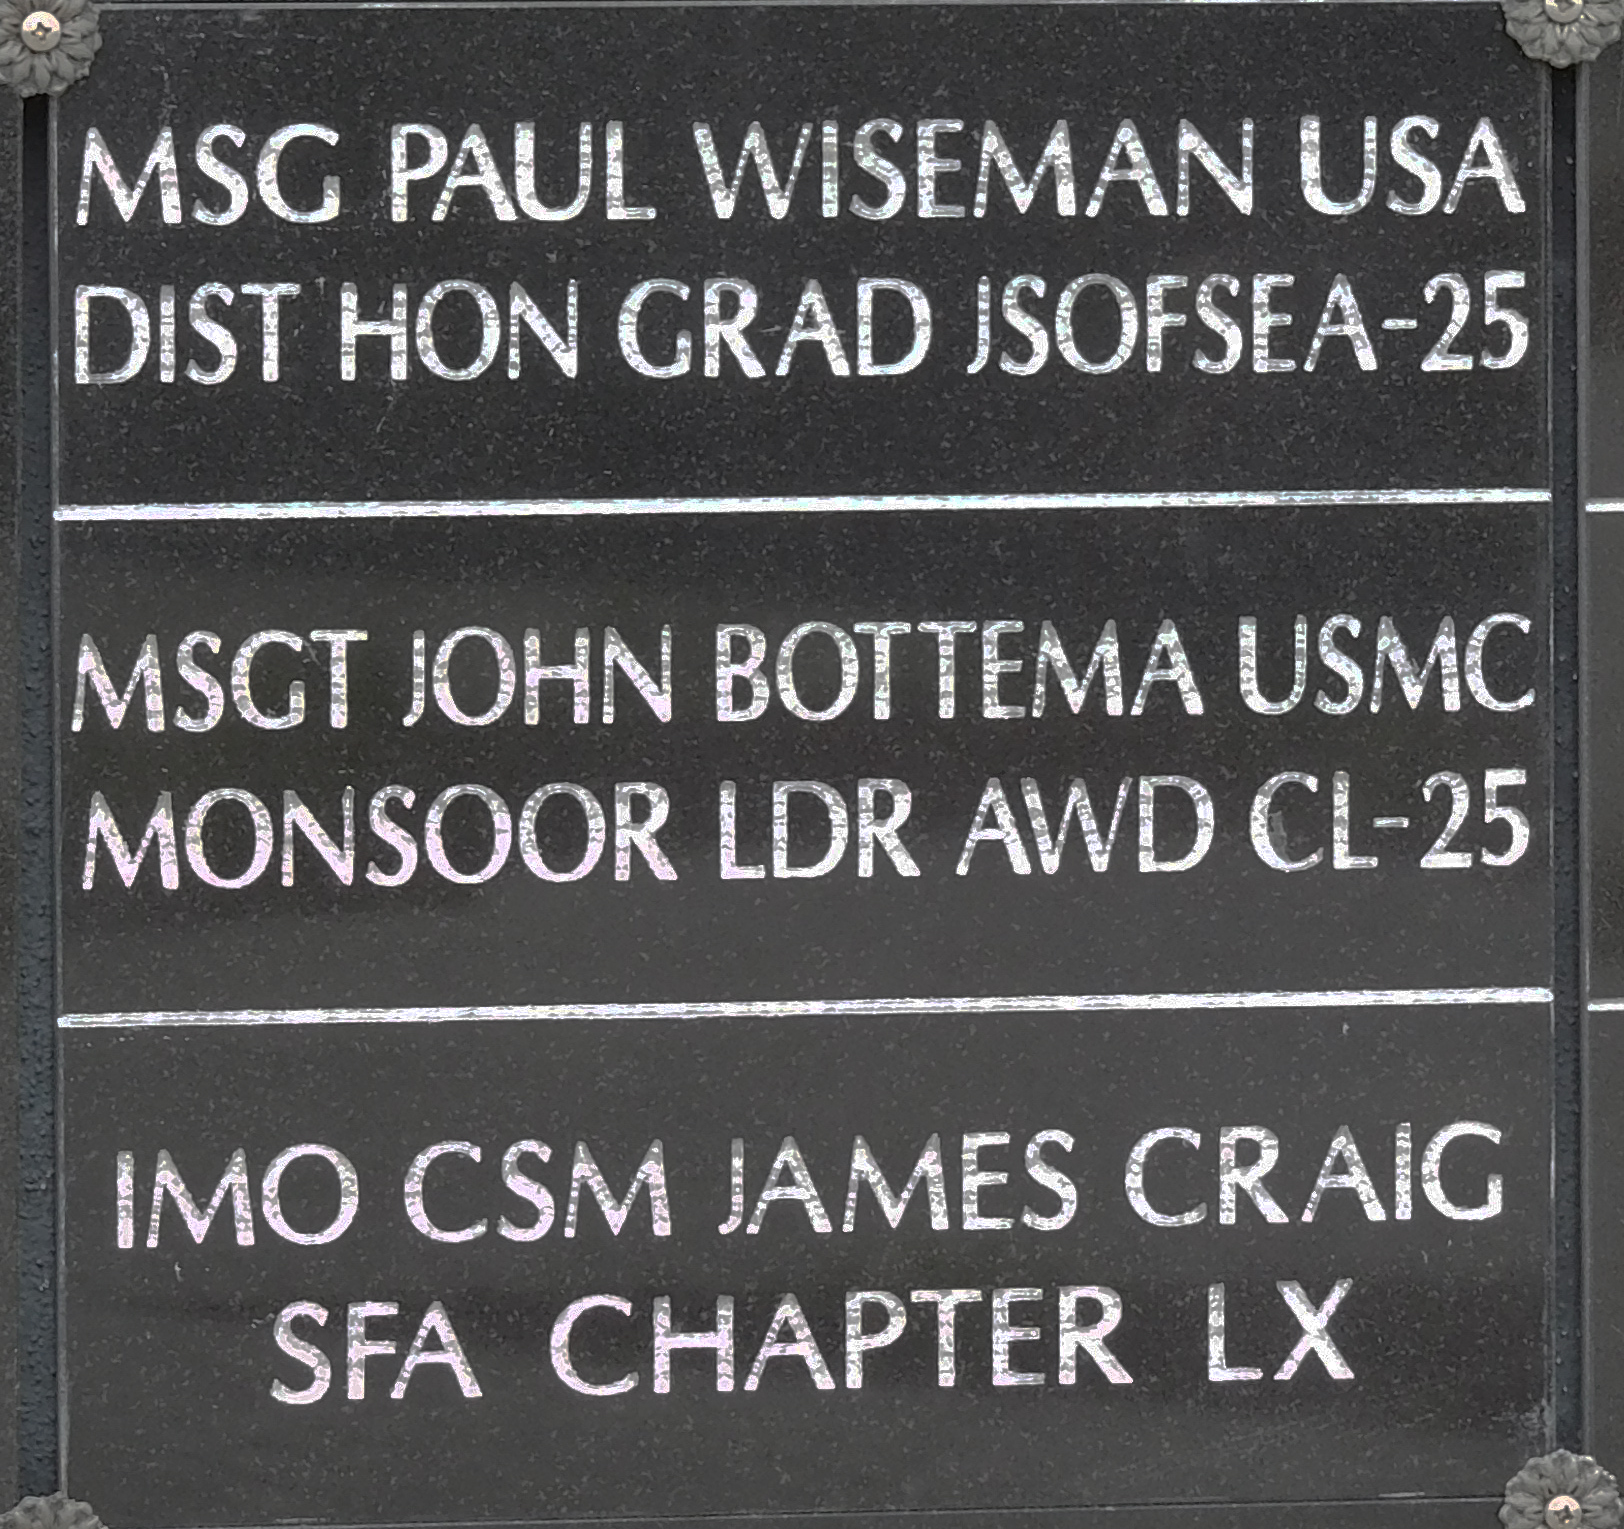 MSG PAUL WISEMAN USA
DIST HON GRAD JSOFSEA-25
MSGT JOHN BOTTEMA USMC
MONSOOR LDR AWD CL-25
IMO CSM JAMES CRAIG
SFA CHAPTER LX